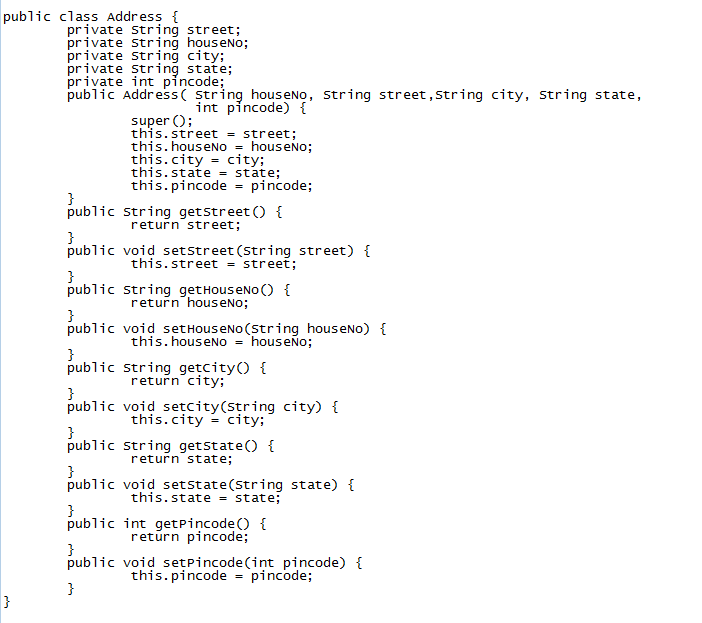 public class Address {
private String street;
private String houseNo;
private String city;
private String state;
private int pincode;
public Address( String houseNo, String street,String city, String state,
int pincode) {
super();
this.street = street;
this.houseNo = houseNo;
this.city = city;
this.state = state;
this.pincode = pincode;
}
public String getStreet() {
return street;
}
public void setStreet(String street) {
this.street = street;
}
public String getHouseNo() {
return houseNo;
}
public void setHouseNo(String houseNo) {
this.houseNo = houseNo;
}
public String getCity() {
return city;
}
public void setCity(String city) {
this.city = city;
}
public String getState() {
return state;
}
public void setState(String state) {
this.state = state;
}
public int getPincode() {
return pincode;
}
public void setPincode(int pincode) {
this.pincode = pincode;
}
}